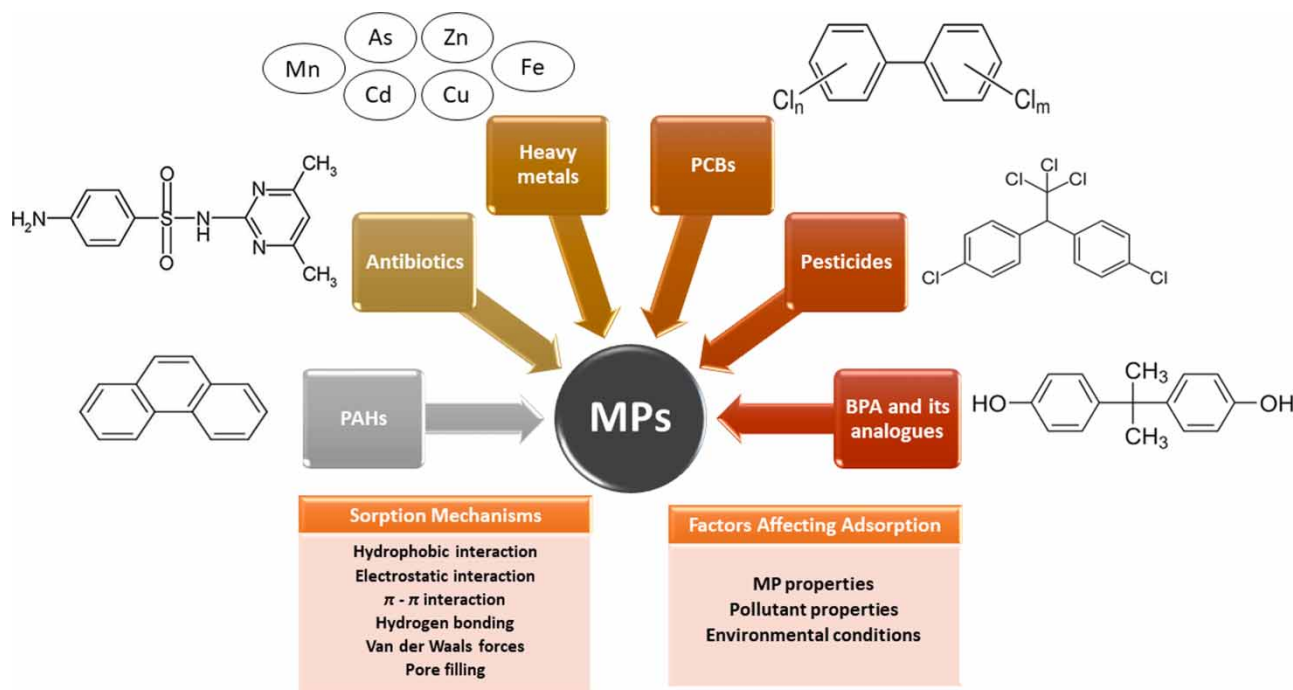 As
Zn
Mn
Fe
Cd
Cu
Cln
Clm
Heavy
metals
PCBs
CH3
O
N
H2N
S
NH
O
N
CH3
Cl
Cl
Cl
Cl
Cl
Antibiotics
Pesticides
PAHs
MPs
BPA and its
analogues
CH3
HO
OH
CH3
Sorption Mechanisms
Hydrophobic interaction
Electrostatic interaction
π - π interaction
Hydrogen bonding
Van der Waals forces
Pore filling
Factors Affecting Adsorption
MP properties
Pollutant properties
Environmental conditions